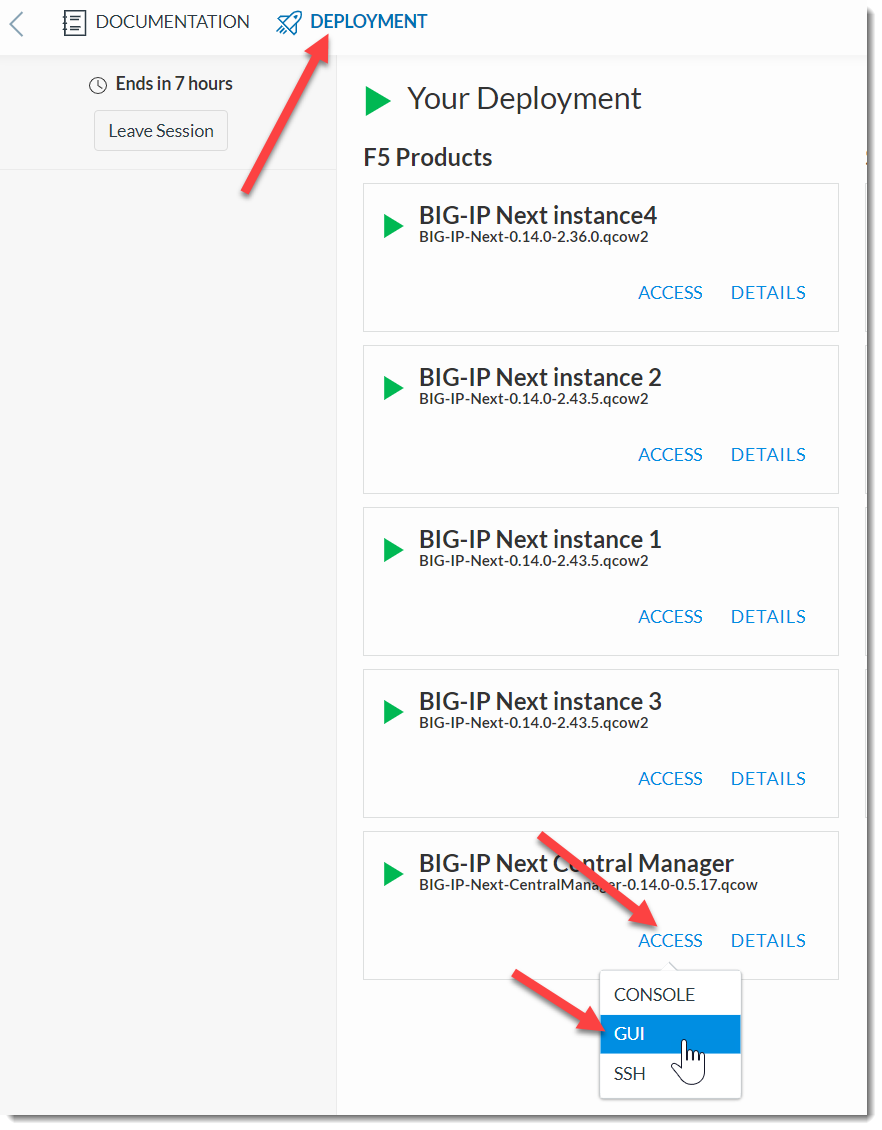 DOCUMENTATION
DEPLOYMENT
Ends in 7 hours
Leave Session
Your Deployment
F5 Products
BIG-IP Next instance4
BIG-IP-Next-0.14.0-2.36.0.qcow2
ACCESS DETAILS
BIG-IP Next instance 2
BIG-IP-Next-0.14.0-2.43.5.qcow2
ACCESS DETAILS
BIG-IP Next instance 1
BIG-IP-Next-0.14.0-2.43.5.qcow2
ACCESS DETAILS
BIG-IP Next instance 3
BIG-IP-Next-0.14.0-2.43.5.qcow2
ACCESS DETAILS
BIG-IP Next Central Manager
BIG-IP-Next-CentralManager-0.14.0-0.5.17.qcow
ACCESS DETAILS
CONSOLE
GUI
SSH